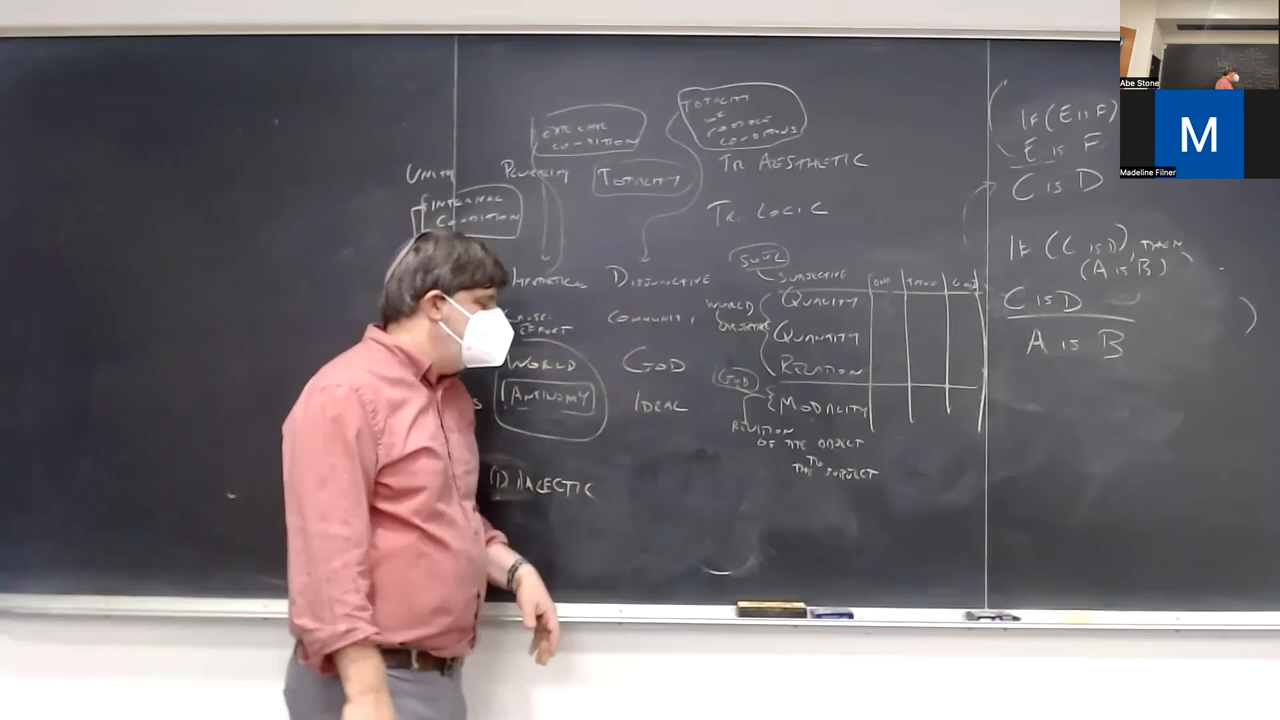 TOTALITY
OF
POSSIBLE
CONDITIONS
EXTERNAL
CONDITION
UNITY PLURALITY TOTALITY
TR AESTHETIC
INTERNAL
CONDITION
TR. LOGIC
DISJUNCTIVE
COMMUNITY
CAUSE-
EFFECT
WORLD GOD
ANTINOMY IDEAL
DIALECTIC
SOUL
SUBJECTIVE
WORLD
QUALITY
QUANTITY
RELATION
GOD
MODALITY
RELATION
OF THE OBJECT
TO
THE SUBJECT
IF (E IS F)
E IS F
C IS D
IF (C IS D), THEN
(A IS B)
C IS D
A IS B
Abe Stone
M
Madeline Filner